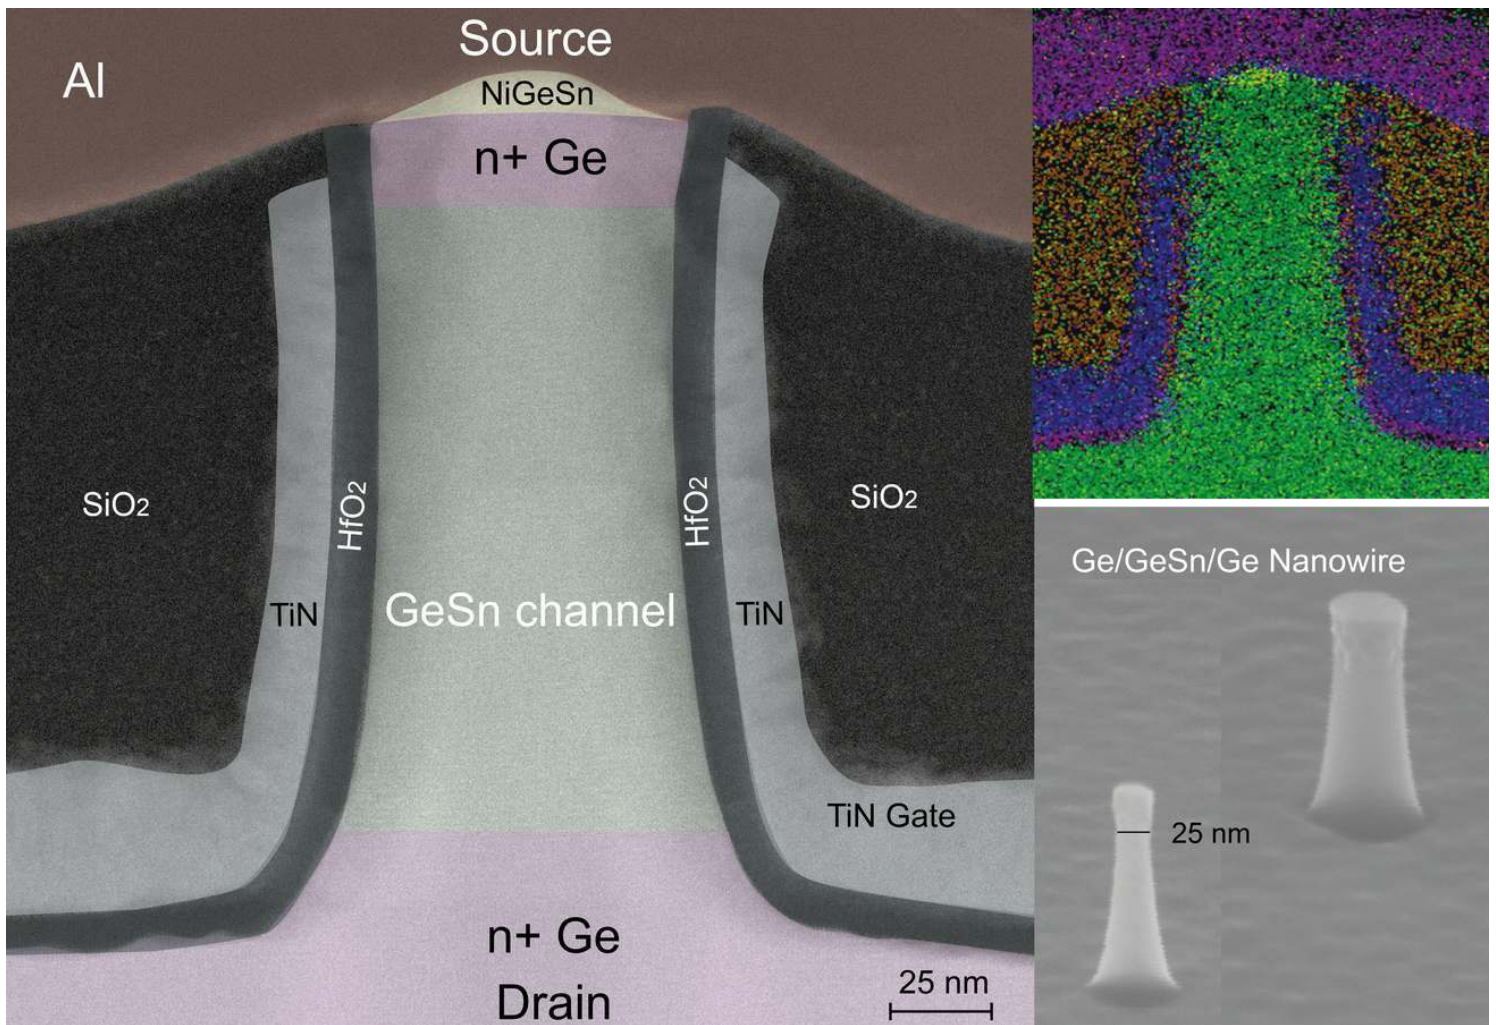 Source
Al
NiGeSn
n+ Ge
SiO2
HfO2
HfO2
SiO2
TiN
GeSn channel
TiN
TiN Gate
n+ Ge
Drain
25 nm
Ge/GeSn/Ge Nanowire
25 nm